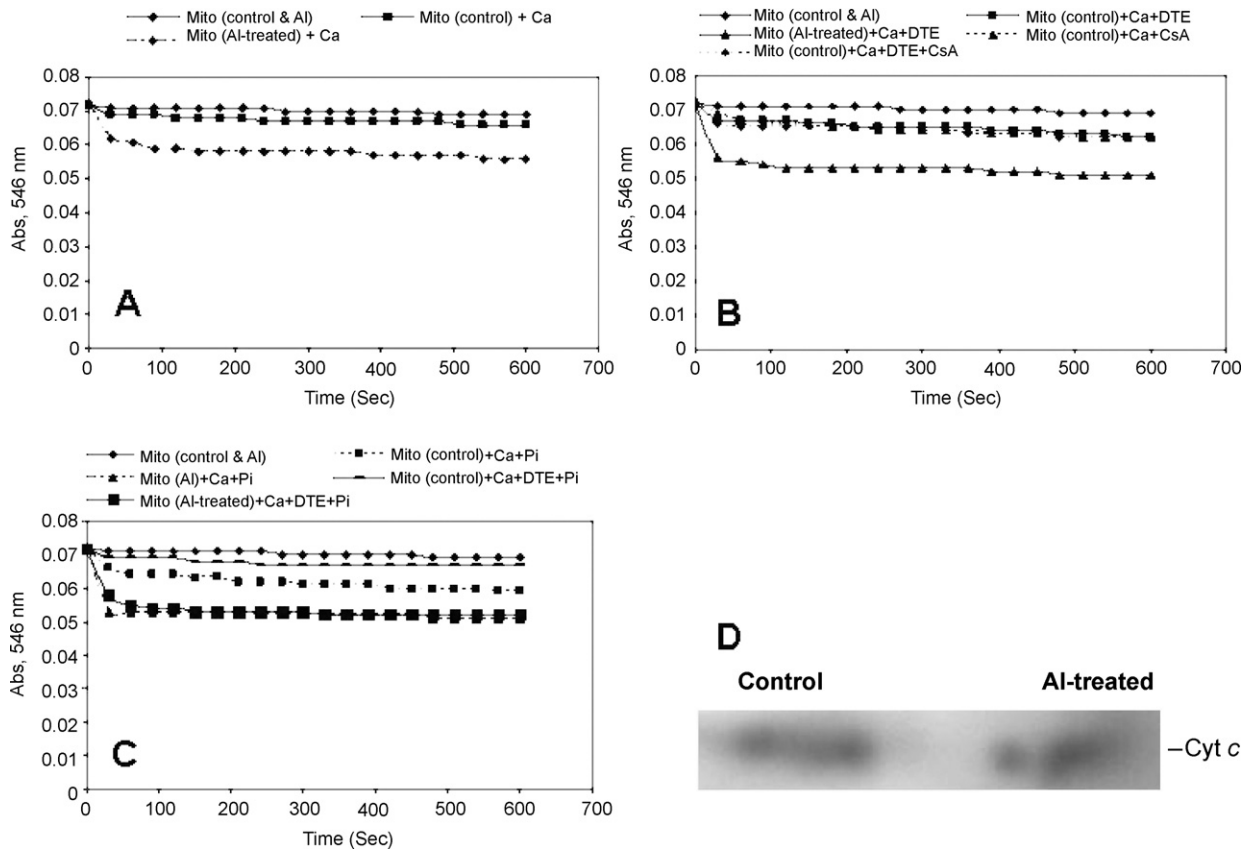 Mito (control & Al)
Mito (control) + Ca
Mito (Al-treated) + Ca
Abs, 546 nm
0.08
0.07
0.06
0.05
0.04
0.03
0.02
0.01
0
A
0 100 200 300 400 500 600 700
Time (Sec)
Mito (control & Al)
Mito (control)+Ca+DTE
Mito (Al-treated)+Ca+DTE
Mito (control)+Ca+CsA
Mito (control)+Ca+DTE+CsA
Abs, 546 nm
0.08
0.07
0.06
0.05
0.04
0.03
0.02
0.01
0
B
0 100 200 300 400 500 600 700
Time (Sec)
Mito (control & Al)
Mito (control)+Ca+Pi
Mito (Al)+Ca+Pi
Mito (control)+Ca+DTE+Pi
Mito (Al-treated)+Ca+DTE+Pi
Abs, 546 nm
0.08
0.07
0.06
0.05
0.04
0.03
0.02
0.01
0
C
0 100 200 300 400 500 600 700
Time (Sec)
D
Control Al-treated
–Cyt c